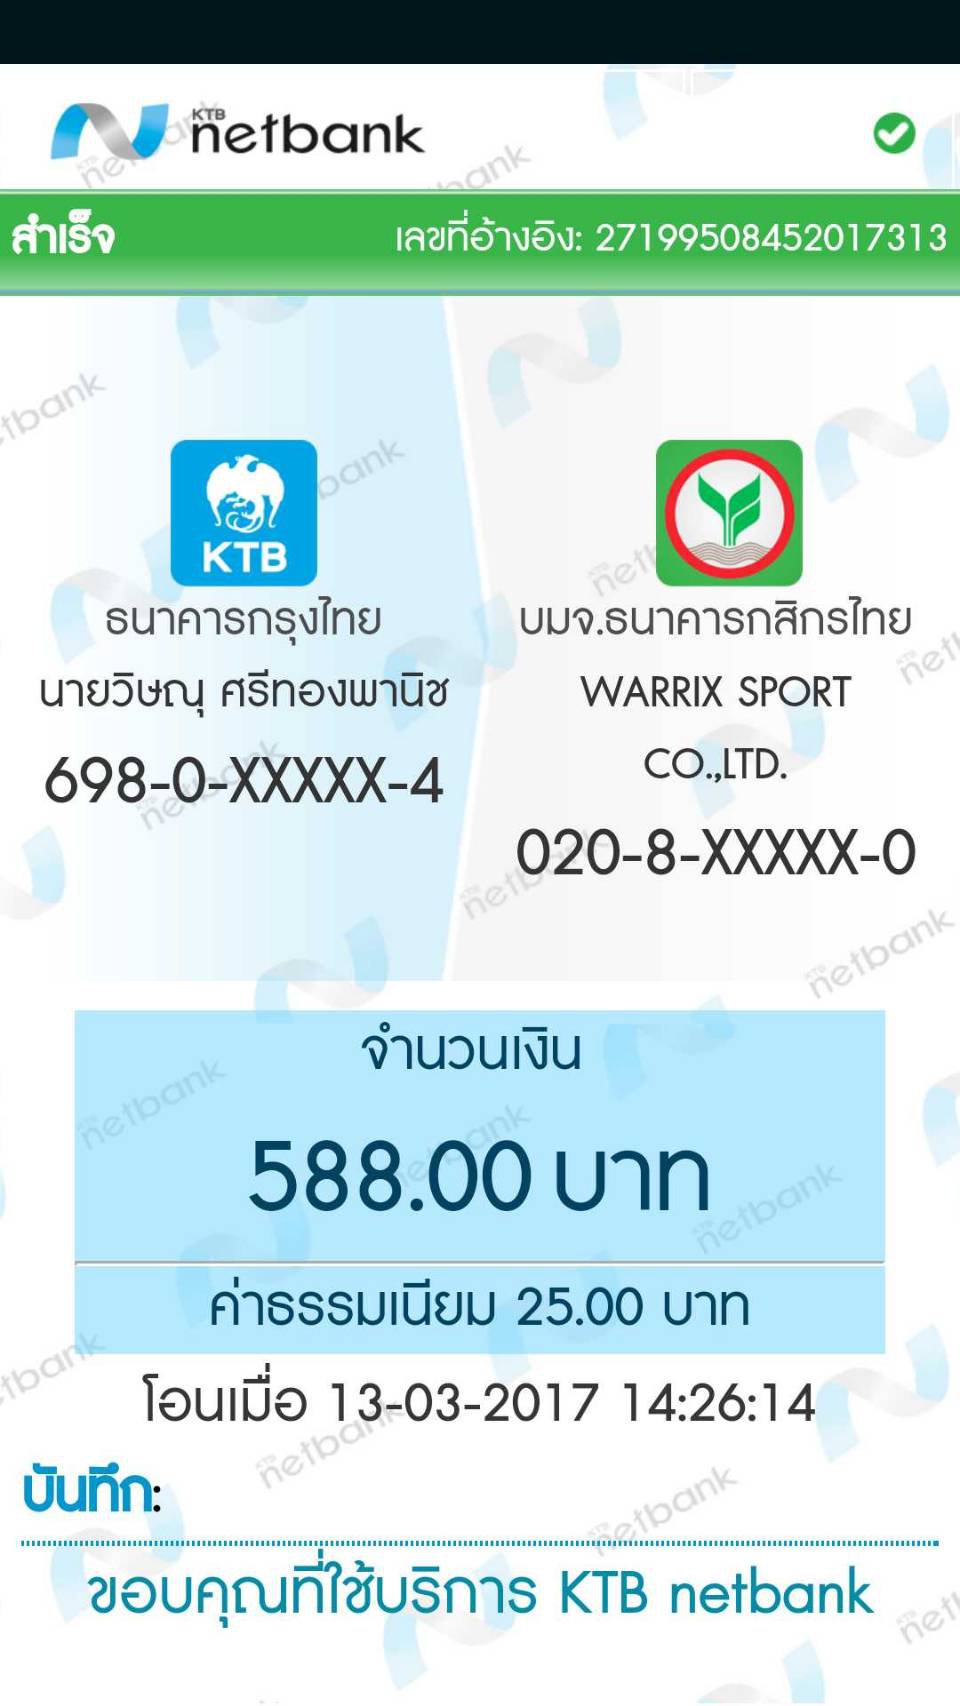 KTB
netbank
สำเร็จ เลขที่อ้างอิง: 27199508452017313
KTB
ธนาคารกรุงไทย
นายวิษณุ ศรีทองพานิช
698-0-XXXXX-4
บมจ.ธนาคารกสิกรไทย
WARRIX SPORT
CO.,LTD.
020-8-XXXXX-0
จำนวนเงิน
588.00 บาท
ค่าธรรมเนียม 25.00 บาท
โอนเมื่อ 13-03-2017 14:26:14
บันทึก:
ขอบคุณที่ใช้บริการ KTB netbank